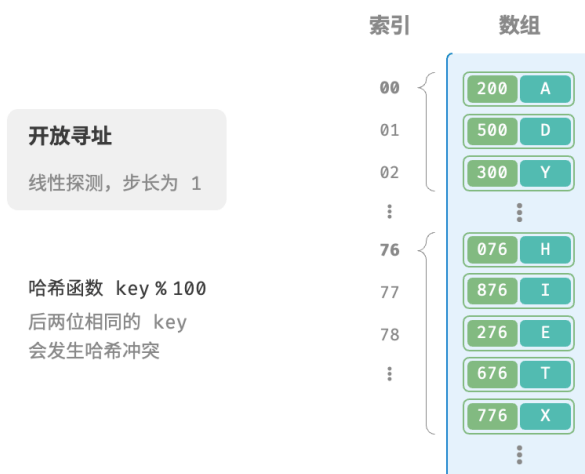 索引 数组
00 200 A
01 500 D
02 300 Y
开放寻址
线性探测，步长为 1
76 076 H
77 876 I
78 276 E
676 T
776 X
哈希函数 key % 100
后两位相同的 key
会发生哈希冲突